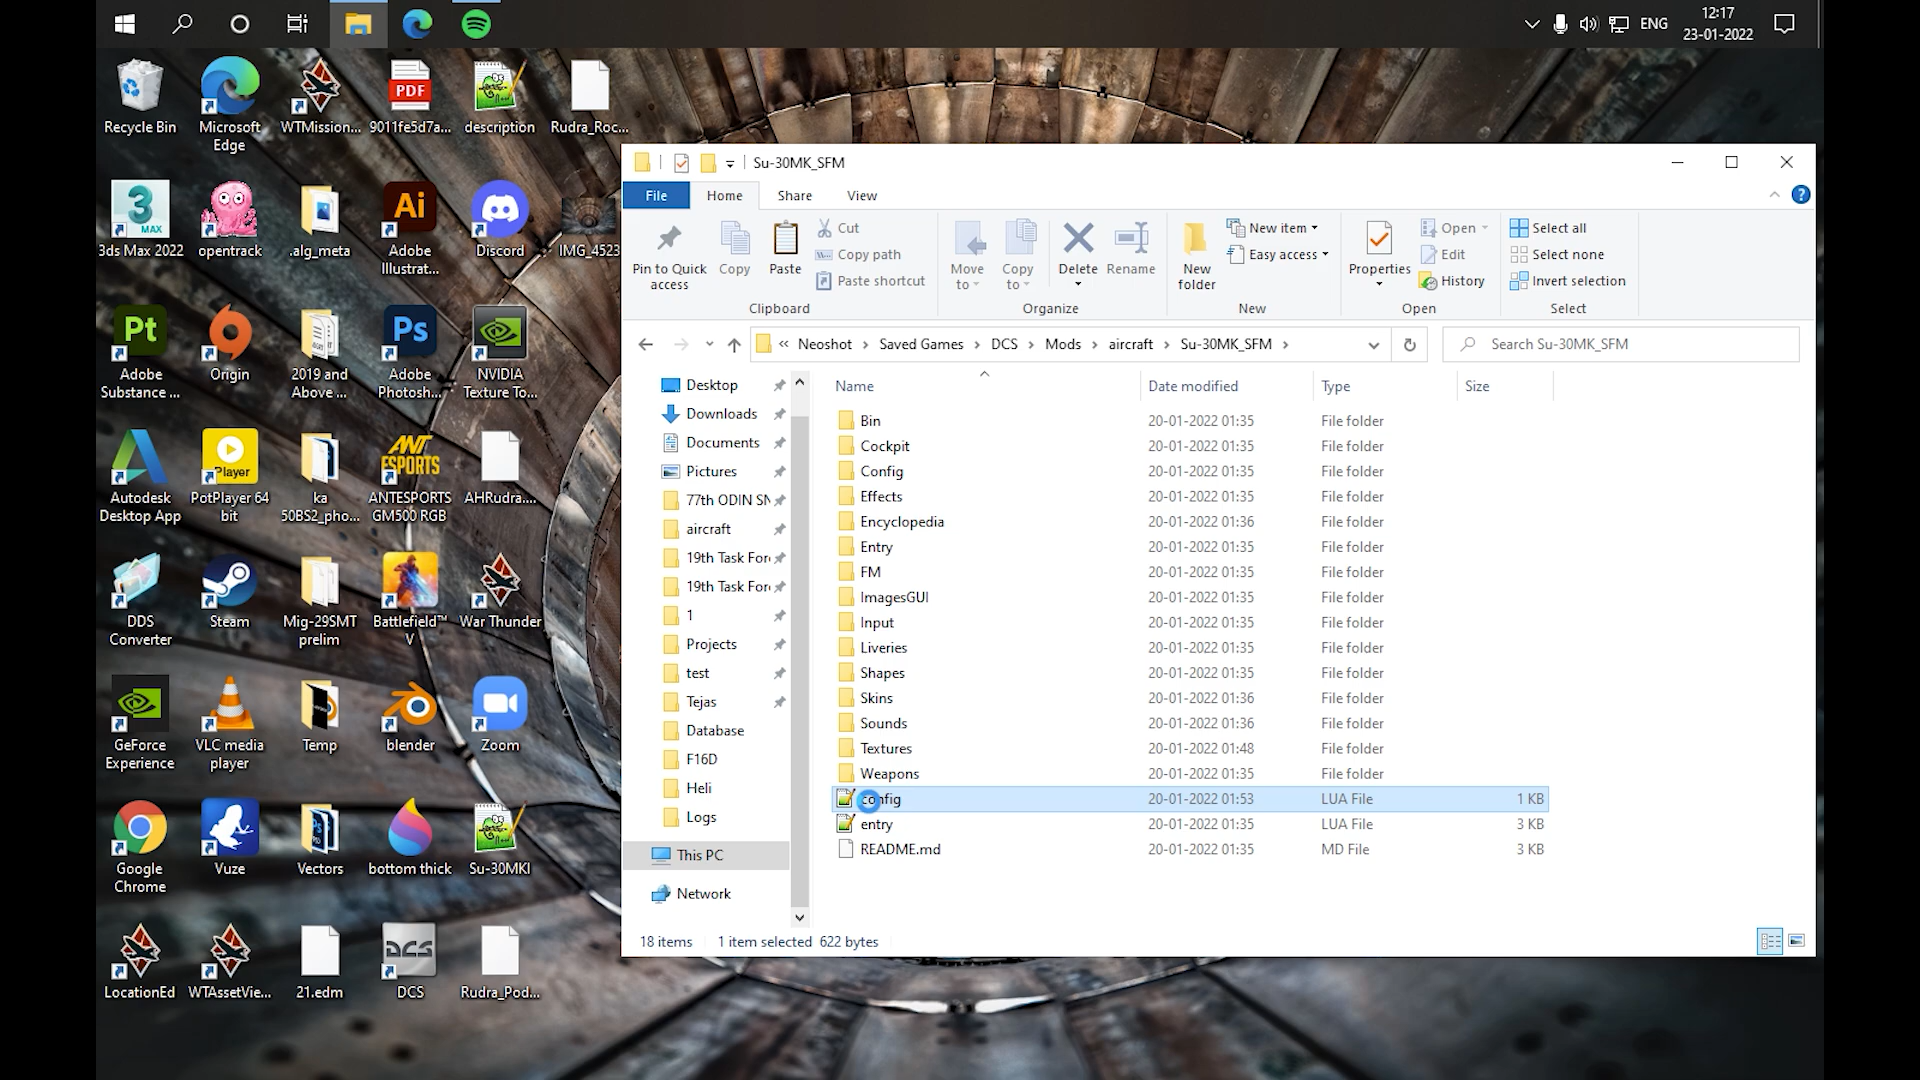 ENG
12:17
23-01-2022
Recycle Bin
Microsoft
Edge
WTMission...
PDF
9011fe5d7a...
description
Rudra_Roc...
3
MAX
3ds Max 2022
opentrack
.alg_meta
Ai
Adobe
Illustrat...
Discord
IMG_4523
Pt
Adobe
Substance ...
Origin
2019 and
Above ...
Ps
Adobe
Photosh...
NVIDIA
Texture To...
Autodesk
Desktop App
Player
PotPlayer 64
bit
ka
50BS2_pho...
ANT
ESPORTS
ANTESPORTS
GM500 RGB
AHRudra....
DDS
Converter
Steam
Mig-29SMT
prelim
Battlefield™
V
War Thunder
GeForce
Experience
VLC media
player
Temp
blender
Zoom
Google
Chrome
Vuze
Vectors
bottom thick
Su-30MKI
LocationEd
WTAssetVie...
21.edm
DCS
DCS
Rudra_Pod...
Su-30MK_SFM
File Home Share View
Pin to Quick
access
Copy
Paste
Cut
Copy path
Paste shortcut
Clipboard
Move
to
Copy
to
Delete
Rename
Organize
New
folder
New item
Easy access
New
Properties
Open
Edit
History
Open
Select all
Select none
Invert selection
Select
« Neoshot › Saved Games › DCS › Mods › aircraft › Su-30MK_SFM ›
Search Su-30MK_SFM
Desktop
Downloads
Documents
Pictures
77th ODIN SN
aircraft
19th Task For
19th Task For
1
Projects
test
Tejas
Database
F16D
Heli
Logs
This PC
Network
Name Date modified Type Size
Bin 20-01-2022 01:35 File folder
Cockpit 20-01-2022 01:35 File folder
Config 20-01-2022 01:35 File folder
Effects 20-01-2022 01:35 File folder
Encyclopedia 20-01-2022 01:36 File folder
Entry 20-01-2022 01:35 File folder
FM 20-01-2022 01:35 File folder
ImagesGUI 20-01-2022 01:35 File folder
Input 20-01-2022 01:35 File folder
Liveries 20-01-2022 01:35 File folder
Shapes 20-01-2022 01:35 File folder
Skins 20-01-2022 01:36 File folder
Sounds 20-01-2022 01:36 File folder
Textures 20-01-2022 01:48 File folder
Weapons 20-01-2022 01:35 File folder
config 20-01-2022 01:53 LUA File 1 KB
entry 20-01-2022 01:35 LUA File 3 KB
README.md 20-01-2022 01:35 MD File 3 KB
18 items 1 item selected 622 bytes